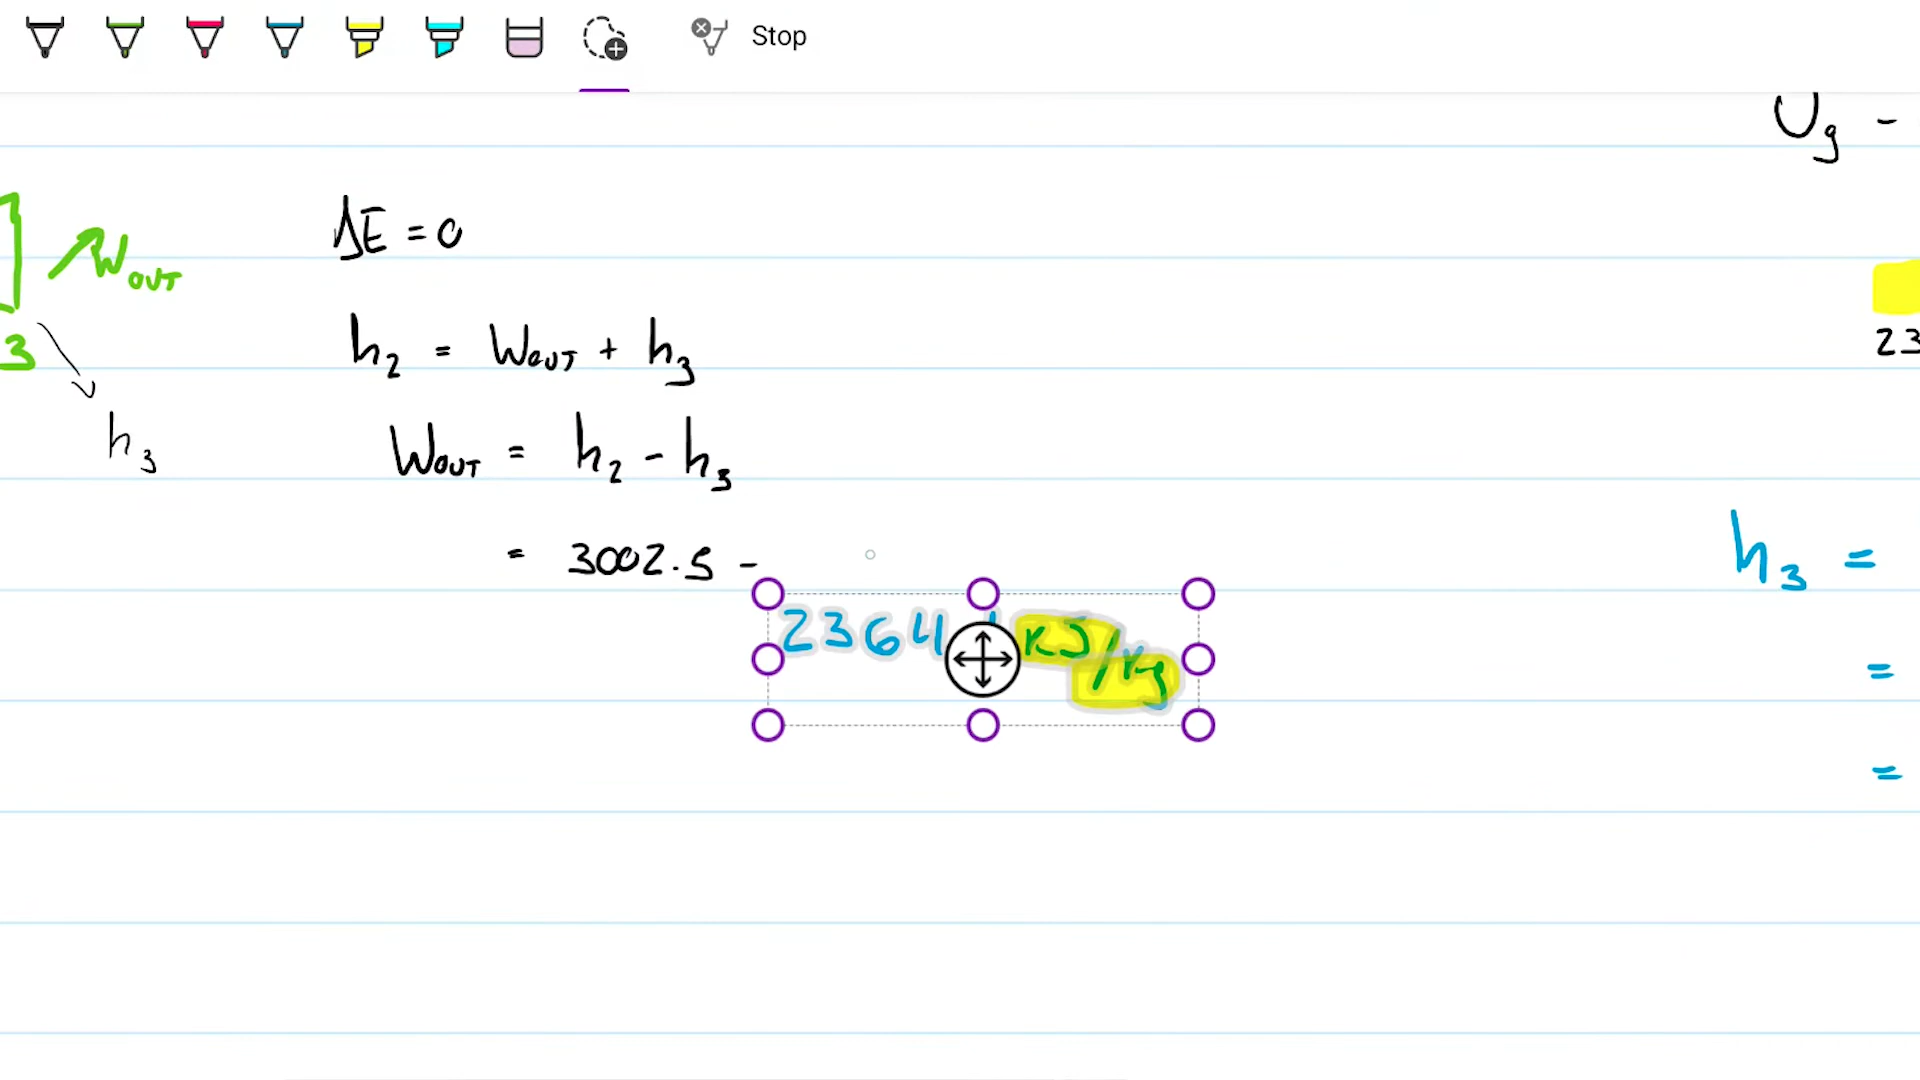 Stop
Ug -
ΔE = 0
WOUT
h2 = WOUT + h3
3
23
h3
WOUT = h2 - h3
= 3002.5 -
h3 =
2364 kJ/kg
=
=